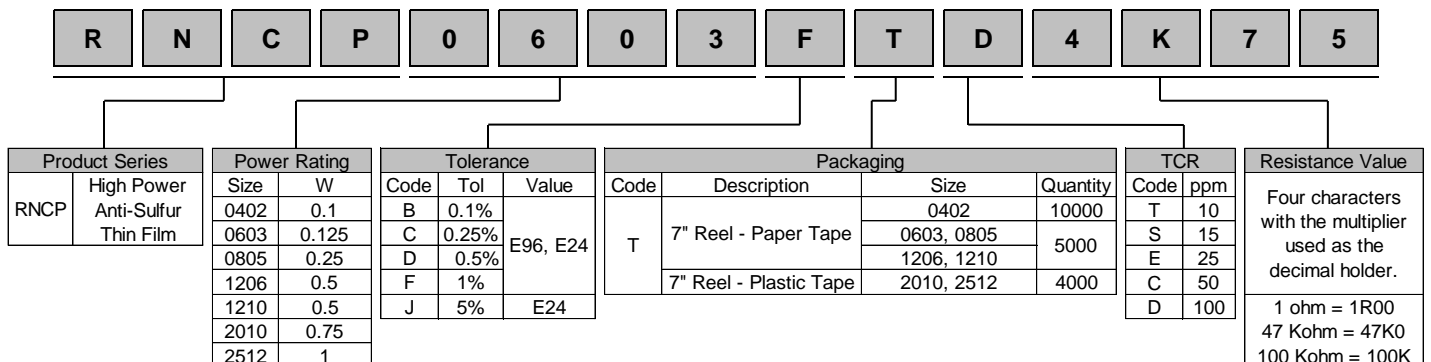 R N C P 0 6 0 3 F T D 4 K 7 5
Product Series
RNCP
High Power
Anti-Sulfur
Thin Film
Power Rating
Size W
0402 0.1
0603 0.125
0805 0.25
1206 0.5
1210 0.5
2010 0.75
2512 1
Tolerance
Code Tol Value
B 0.1%
C 0.25%
D 0.5%
F 1%
E96, E24
J 5% E24
Packaging
Code Description Size Quantity
T
7" Reel - Paper Tape
0402 10000
0603, 0805
1206, 1210
5000
7" Reel - Plastic Tape 2010, 2512 4000
TCR
Code ppm
T 10
S 15
E 25
C 50
D 100
Resistance Value
Four characters
with the multiplier
used as the
decimal holder.
1 ohm = 1R00
47 Kohm = 47K0
100 Kohm = 100K